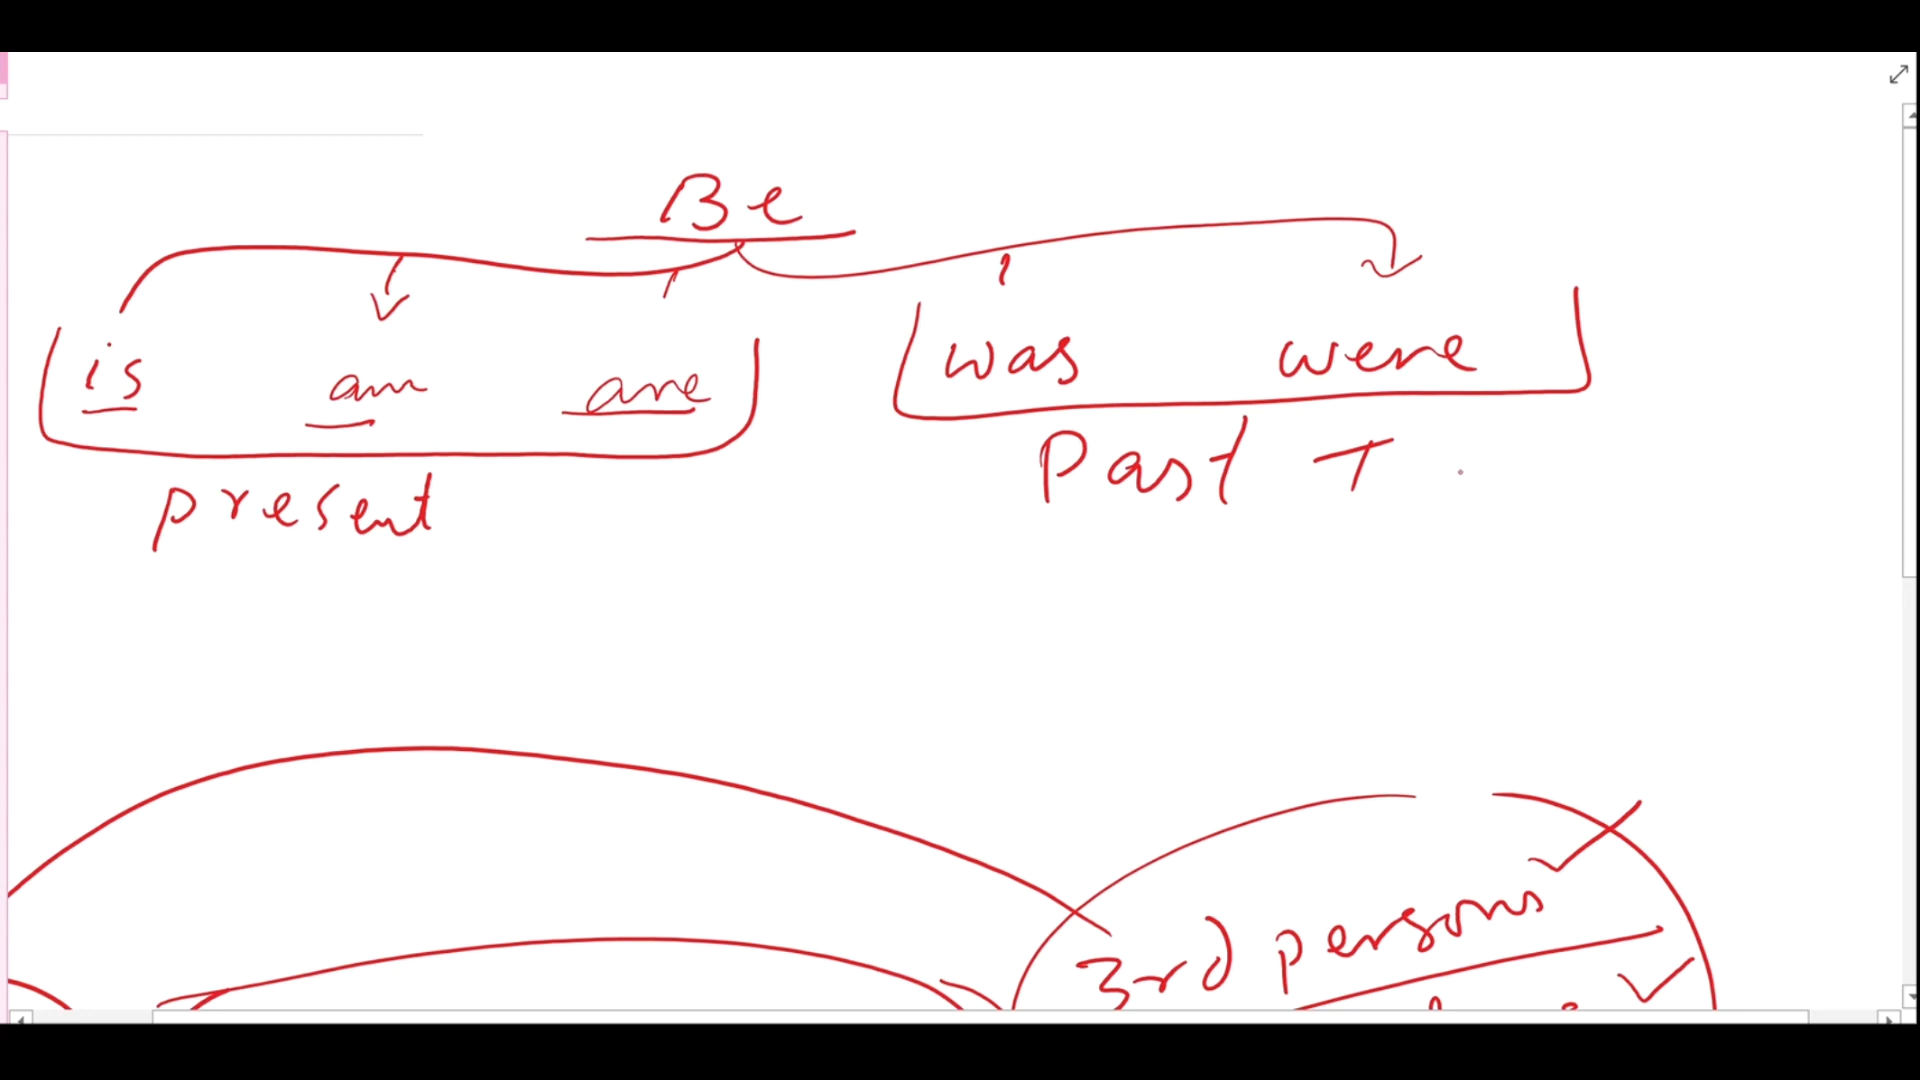 Be
is am are was were
present Past T
3rd persons